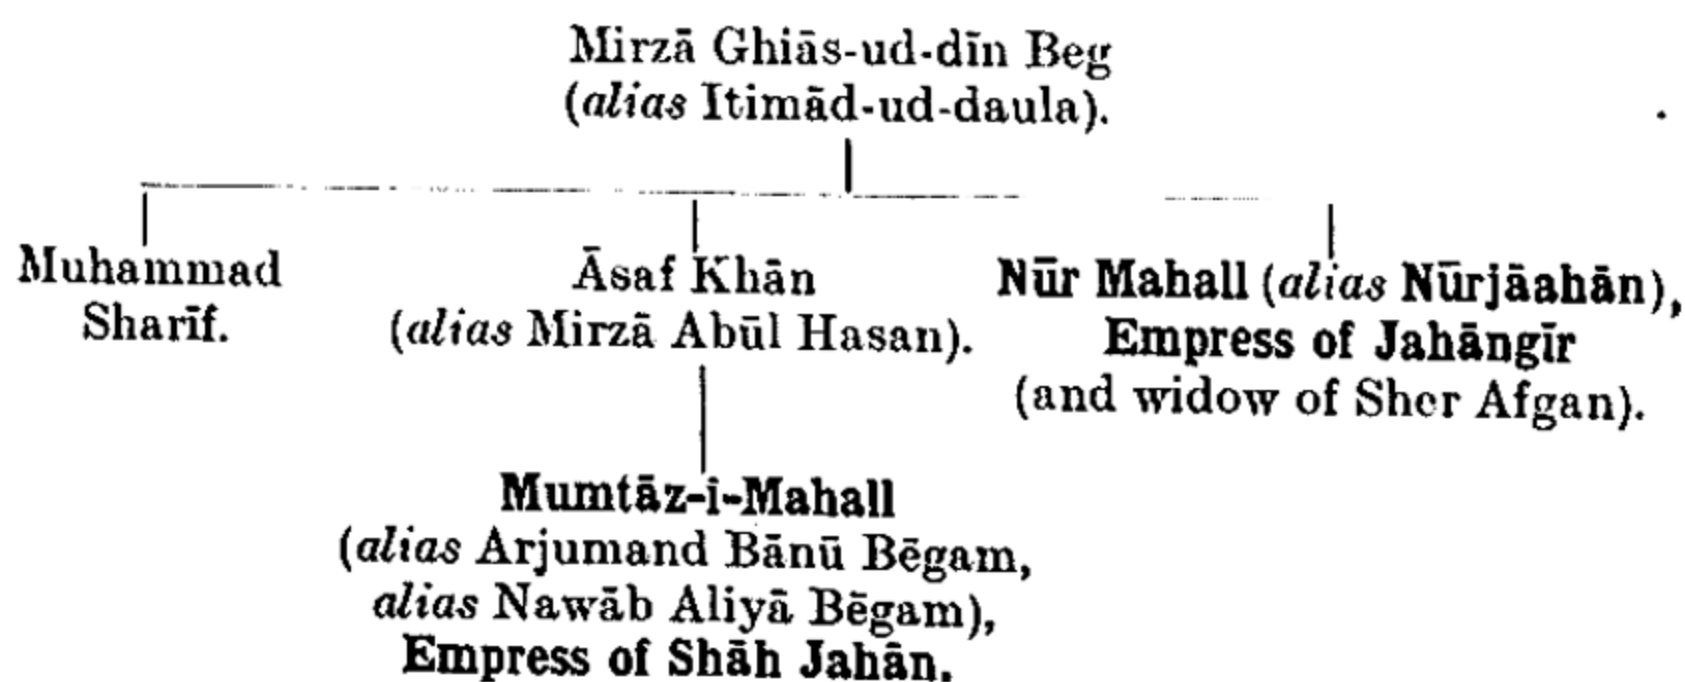 Mirzā Ghiās-ud-dīn Beg
(alias Itimād-ud-daula).
Muhammad
Sharīf.
Āsaf Khān
(alias Mirzā Abūl Hasan).
Nūr Mahall (alias Nūrjāahān),
Empress of Jahāngīr
(and widow of Sher Afgan).
Mumtāz-i-Mahall
(alias Arjumand Bānū Bēgam,
alias Nawāb Aliyā Bēgam),
Empress of Shāh Jahān.